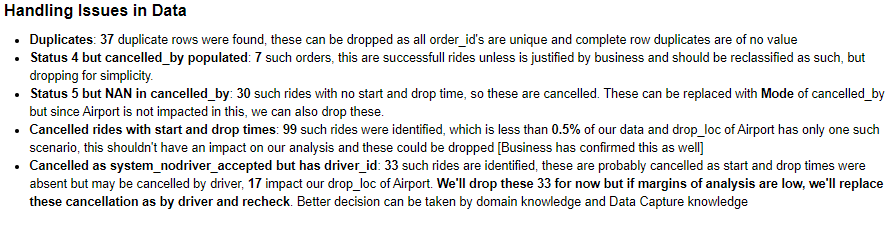 Handling Issues in Data
• Duplicates: 37 duplicate rows were found, these can be dropped as all order_id's are unique and complete row duplicates are of no value
• Status 4 but cancelled_by populated: 7 such orders, this are successfull rides unless is justified by business and should be reclassified as such, but
dropping for simplicity.
• Status 5 but NAN in cancelled_by: 30 such rides with no start and drop time, so these are cancelled. These can be replaced with Mode of cancelled_by
but since Airport is not impacted in this, we can also drop these.
• Cancelled rides with start and drop times: 99 such rides were identified, which is less than 0.5% of our data and drop_loc of Airport has only one such
scenario, this shouldn't have an impact on our analysis and these could be dropped [Business has confirmed this as well]
• Cancelled as system_nodriver_accepted but has driver_id: 33 such rides are identified, these are probably cancelled as start and drop times were
absent but may be cancelled by driver, 17 impact our drop_loc of Airport. We'll drop these 33 for now but if margins of analysis are low, we'll replace
these cancellation as by driver and recheck. Better decision can be taken by domain knowledge and Data Capture knowledge